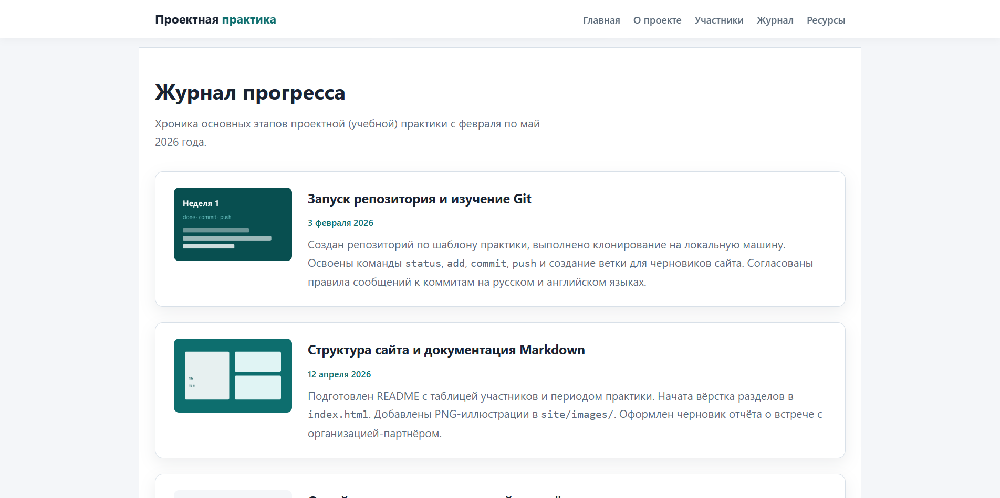 Проектная практика
Главная
О проекте
Участники
Журнал
Ресурсы
Журнал прогресса
Хроника основных этапов проектной (учебной) практики с февраля по май
2026 года.
Неделя 1
clone · commit · push
Запуск репозитория и изучение Git
3 февраля 2026
Создан репозиторий по шаблону практики, выполнено клонирование на локальную машину.
Освоены команды status, add, commit, push и создание ветки для черновиков сайта. Согласованы
правила сообщений к коммитам на русском и английском языках.
nav
main
Структура сайта и документация Markdown
12 апреля 2026
Подготовлен README с таблицей участников и периодом практики. Начата вёрстка разделов в
index.html. Добавлены PNG-иллюстрации в site/images/. Оформлен черновик отчёта о встрече с
организацией-партнёром.